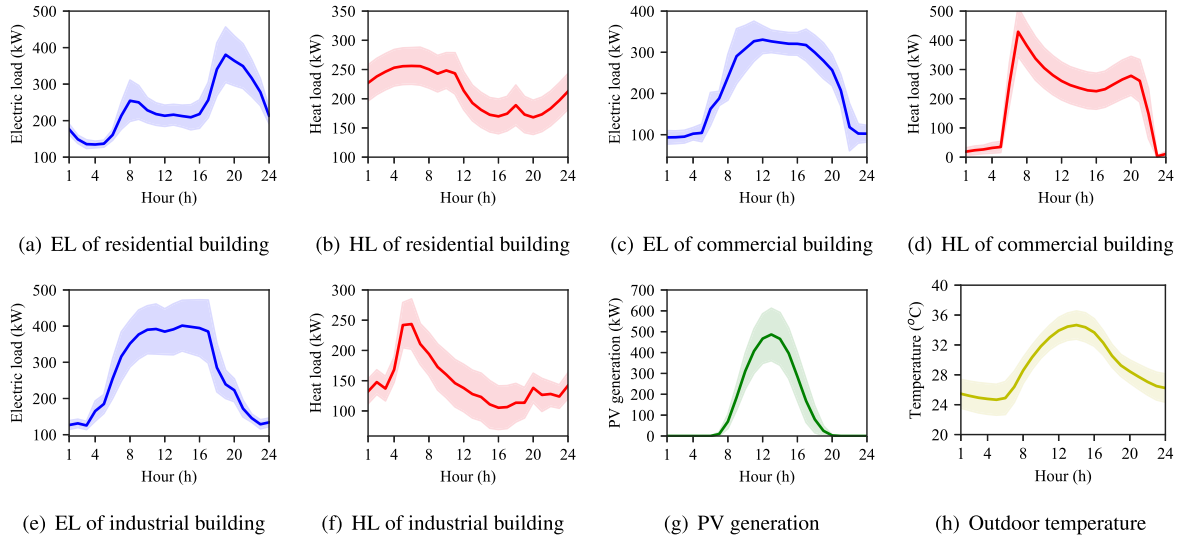 500
400
300
200
100
Electric load (kW)
1 4 8 12 16 20 24
Hour (h)
(a) EL of residential building
350
300
250
200
150
100
Heat load (kW)
1 4 8 12 16 20 24
Hour (h)
(b) HL of residential building
400
300
200
100
Electric load (kW)
1 4 8 12 16 20 24
Hour (h)
(c) EL of commercial building
500
400
300
200
100
0
Heat load (kW)
1 4 8 12 16 20 24
Hour (h)
(d) HL of commercial building
500
400
300
200
100
Electric load (kW)
1 4 8 12 16 20 24
Hour (h)
(e) EL of industrial building
300
250
200
150
100
Heat load (kW)
1 4 8 12 16 20 24
Hour (h)
(f) HL of industrial building
700
600
500
400
300
200
100
0
PV generation (kW)
1 4 8 12 16 20 24
Hour (h)
(g) PV generation
40
36
32
28
24
20
Temperature (°C)
1 4 8 12 16 20 24
Hour (h)
(h) Outdoor temperature